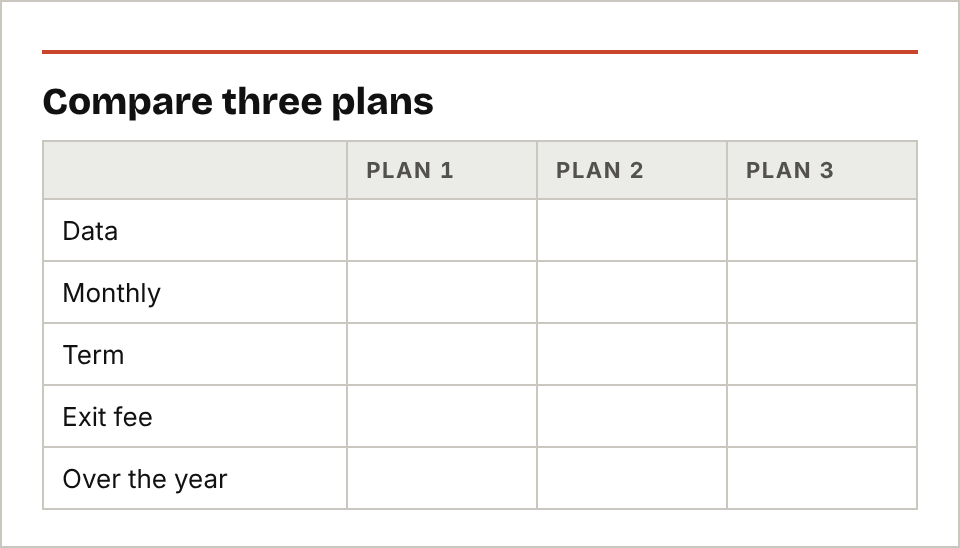 Compare three plans
PLAN 1 PLAN 2 PLAN 3
Data
Monthly
Term
Exit fee
Over the year